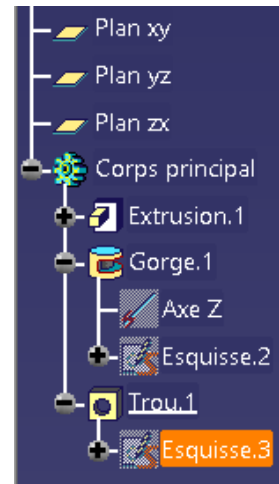 Plan xy
Plan yz
Plan zx
Corps principal
Extrusion.1
Gorge.1
Axe Z
Esquisse.2
Trou.1
Esquisse.3